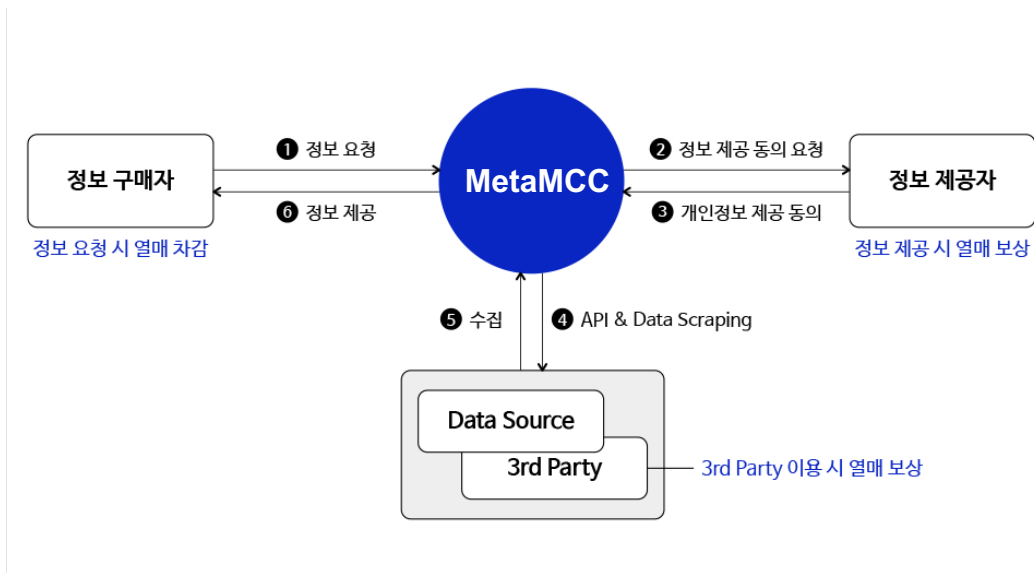 ❶ 정보 요청
❷ 정보 제공 동의 요청
정보 구매자
MetaMCC
정보 제공자
❻ 정보 제공
❸ 개인정보 제공 동의
정보 요청 시 열매 차감
정보 제공 시 열매 보상
❺ 수집
❹ API & Data Scraping
Data Source
3rd Party
3rd Party 이용 시 열매 보상